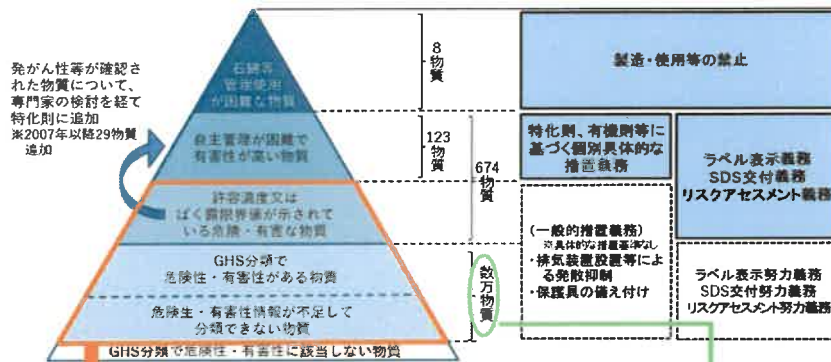 発がん性等が確認され
た物質について、
専門家の検討を経て
特化則に追加
※2007年以降29物質
追加
石綿等
管理使用
が困難な物質
自主管理が困難で
有害性が高い物質
許容濃度又は
ばく露限界値が示されて
いる危険・有害な物質
GHS分類で
危険性・有害性がある物質
危険生・有害性情報が不足して
分類できない物質
GHS分類で危険性・有害性に該当しない物質
8
物質
123
物質
674
物質
数万物質
製造・使用等の禁止
特化則、有機則等に
基づく個別具体的な
措置義務
(一般的措置義務)
※具体的な措置基準なし
・排気装置設置等によ
る発散抑制
・保護具の備え付け
ラベル表示義務
SDS交付義務
リスクアセスメント義務
ラベル表示努力義務
SDS交付努力義務
リスクアセスメント努力義務